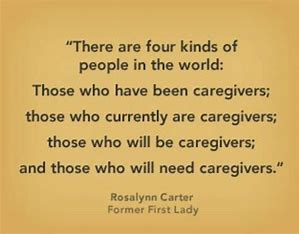 “There are four kinds of
people in the world:
Those who have been caregivers;
those who currently are caregivers;
those who will be caregivers;
and those who will need caregivers.”
Rosalynn Carter
Former First Lady